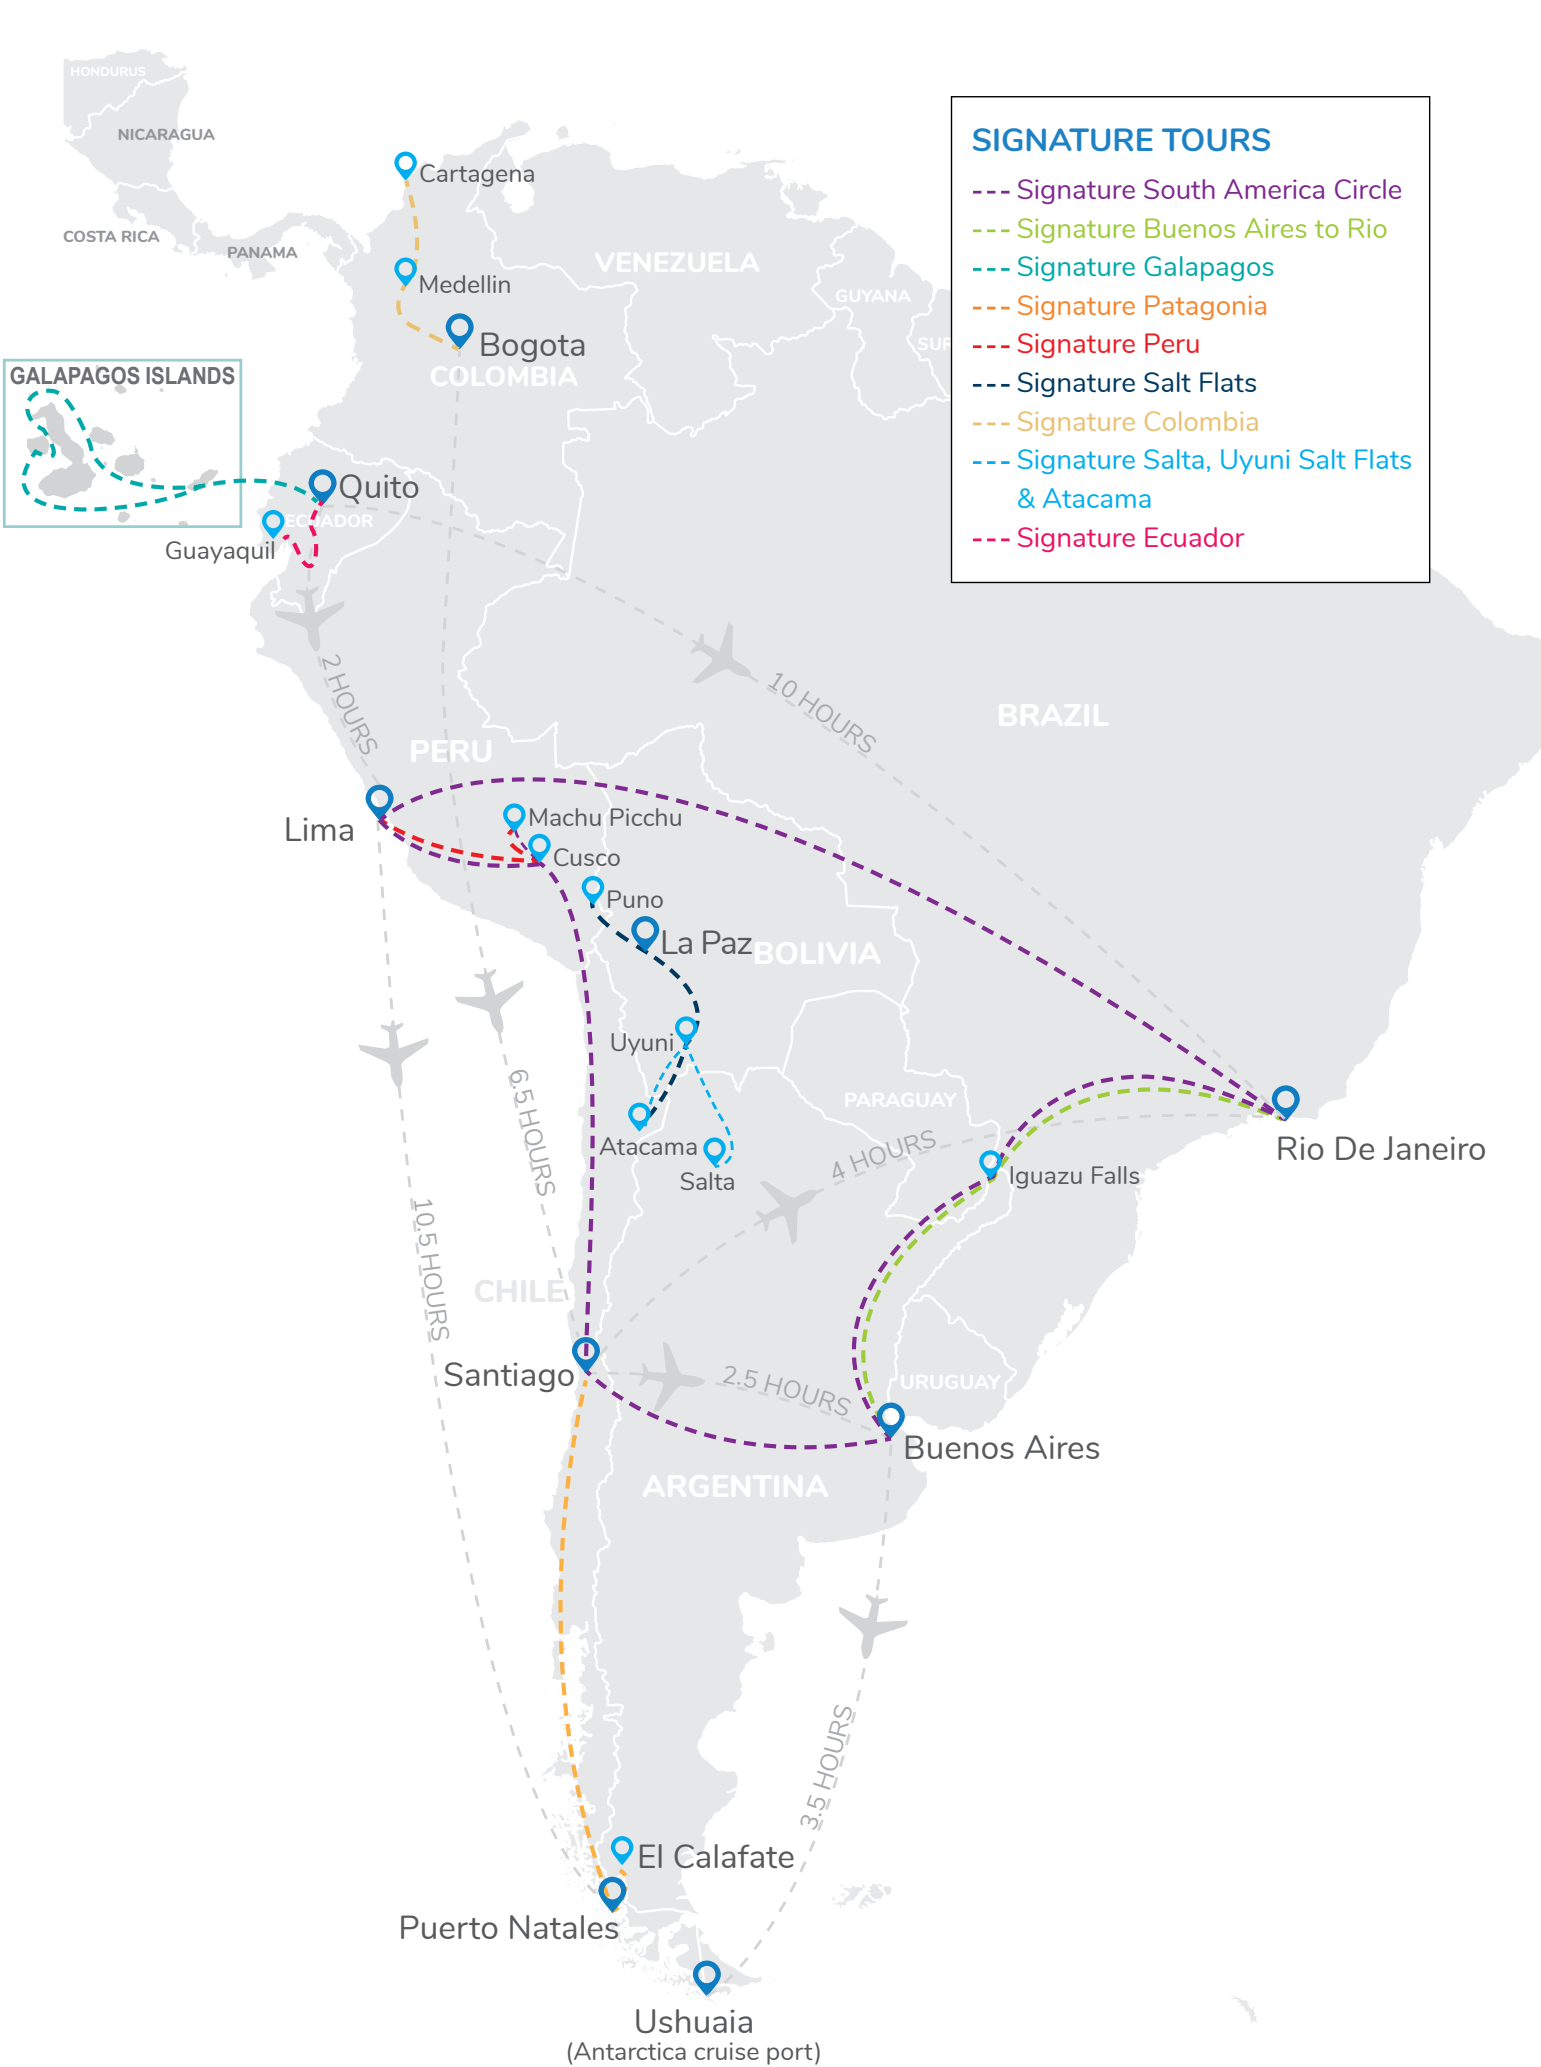 HONDURUS
NICARAGUA
COSTA RICA
PANAMA
Cartagena
VENEZUELA
Medellin
GUYANA
Bogota
SUR
COLOMBIA
SIGNATURE TOURS
Signature South America Circle
Signature Buenos Aires to Rio
Signature Galapagos
Signature Patagonia
Signature Peru
Signature Salt Flats
Signature Colombia
Signature Salta, Uyuni Salt Flats
& Atacama
Signature Ecuador
GALAPAGOS ISLANDS
Quito
ECUADOR
Guayaquil
2 HOURS
10 HOURS
BRAZIL
PERU
Lima
Machu Picchu
Cusco
Puno
La Paz
BOLIVIA
Uyuni
6.5 HOURS
PARAGUAY
Atacama
4 HOURS
Rio De Janeiro
Iguazu Falls
Salta
10.5 HOURS
CHILE
Santiago
2.5 HOURS
URUGUAY
Buenos Aires
ARGENTINA
3.5 HOURS
El Calafate
Puerto Natales
Ushuaia
(Antarctica cruise port)